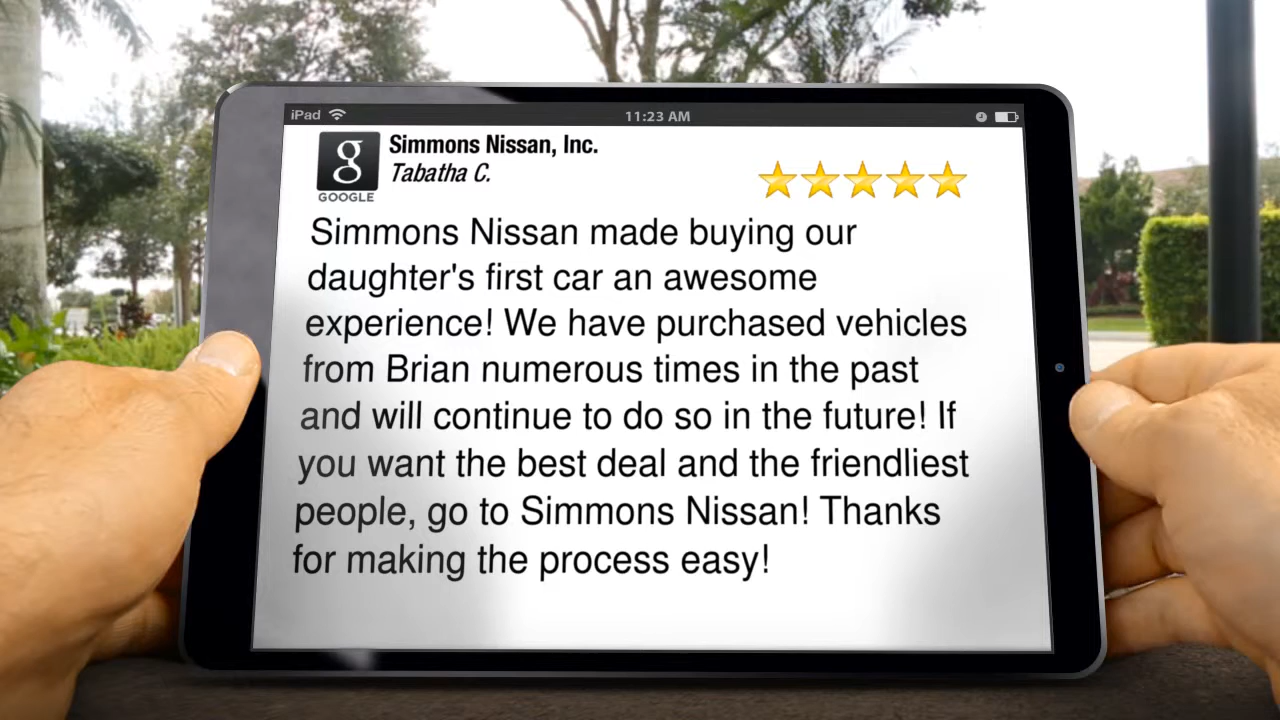 iPad 11:23 AM
g
GOOGLE
Simmons Nissan, Inc.
Tabatha C.
Simmons Nissan made buying our
daughter's first car an awesome
experience! We have purchased vehicles
from Brian numerous times in the past
and will continue to do so in the future! If
you want the best deal and the friendliest
people, go to Simmons Nissan! Thanks
for making the process easy!